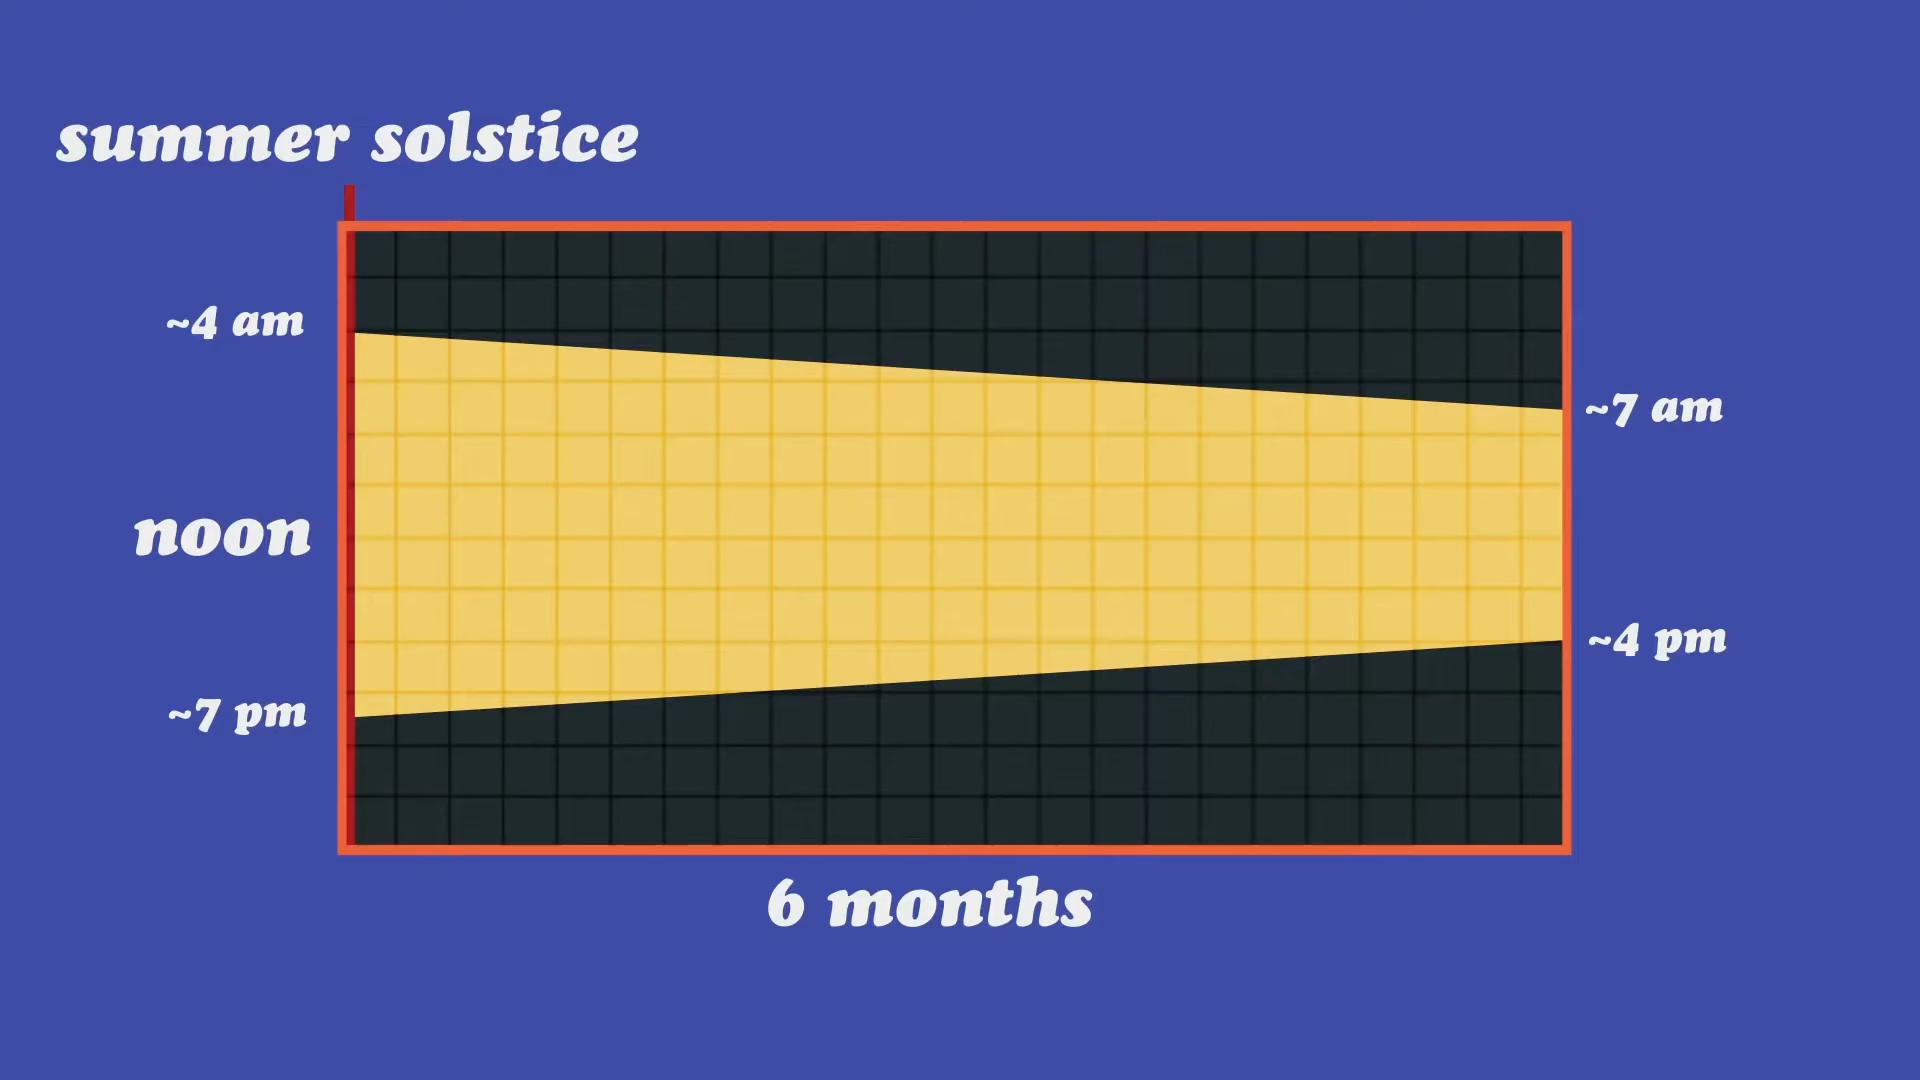 summer solstice
~4 am
~7 am
noon
~4 pm
~7 pm
6 months